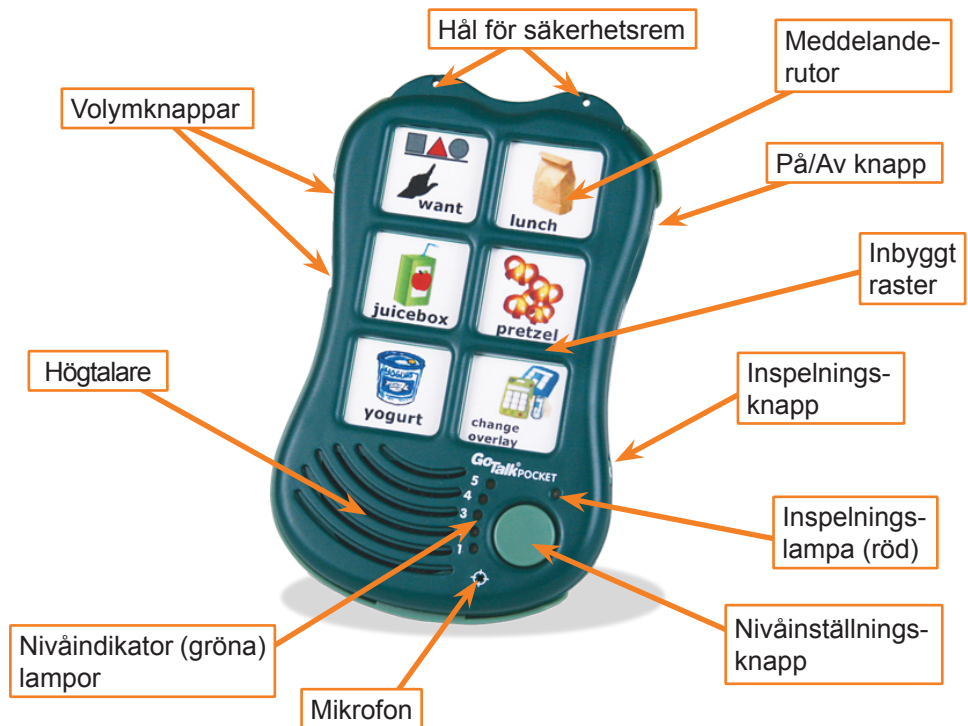 Hål för säkerhetsrem
Meddelande-
rutor
Volymknappar
På/Av knapp
want
lunch
Inbyggt
raster
juicebox
pretzel
Högtalare
Inspelnings-
knapp
YOGURT
yogurt
change
overlay
GoTalk POCKET
5
4
3
1
Inspelnings-
lampa (röd)
Nivåindikator (gröna)
lampor
Nivåinställnings-
knapp
Mikrofon